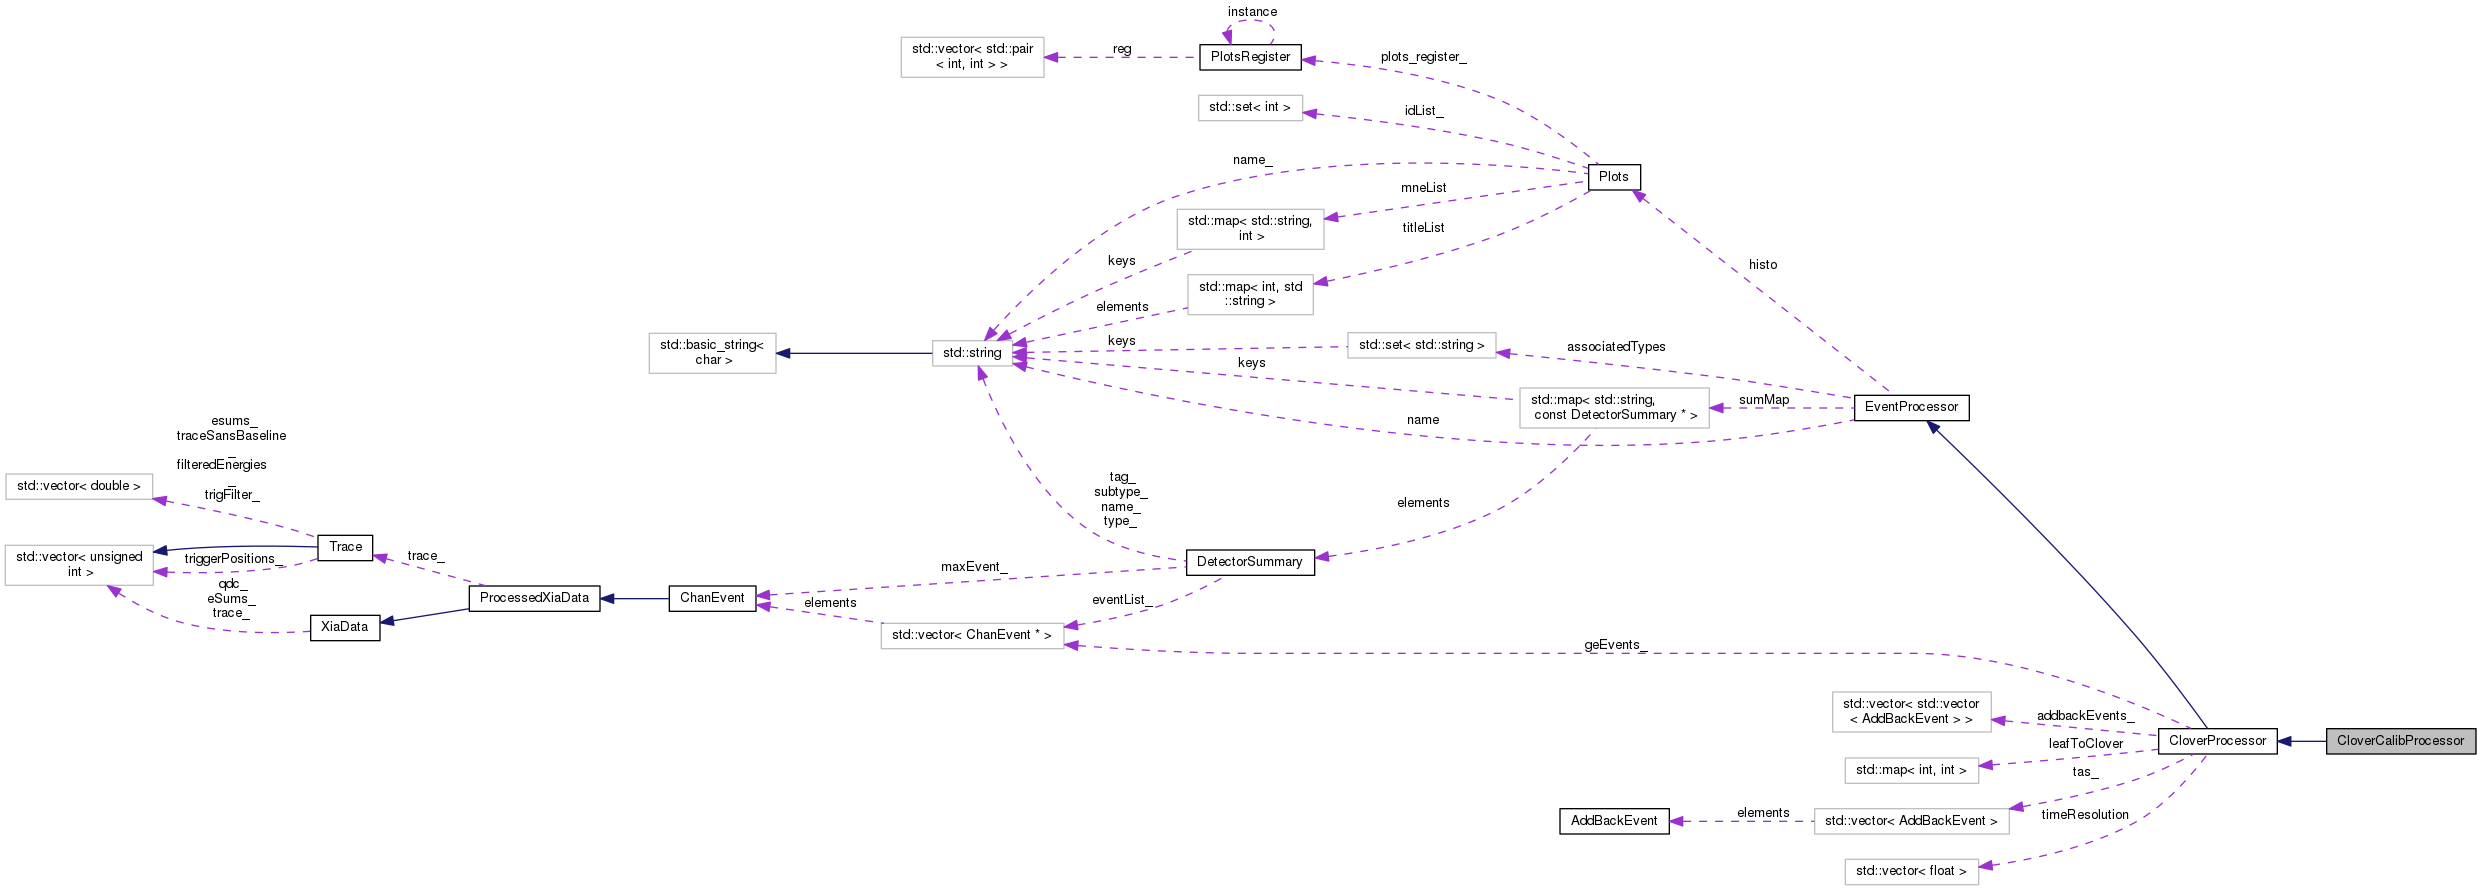 instance
std::vector< std::pair
< int, int > >
reg
PlotsRegister
plots_register_
std::set< int >
idList_
name_
Plots
mneList
std::map< std::string,
int >
titleList
keys
histo
std::map< int, std
::string >
elements
std::basic_string<
char >
std::string
keys
std::set< std::string >
associatedTypes
keys
std::map< std::string,
const DetectorSummary * >
sumMap
EventProcessor
name
esums_
traceSansBaseline
_
filteredEnergies
_
trigFilter_
std::vector< double >
tag_
subtype_
name_
type_
elements
std::vector< unsigned
int >
Trace
triggerPositions_
trace_
DetectorSummary
maxEvent_
qdc_
eSums_
trace_
ProcessedXiaData
ChanEvent
elements
eventList_
XiaData
std::vector< ChanEvent * >
geEvents_
std::vector< std::vector
< AddBackEvent > >
addbackEvents_
CloverProcessor
CloverCalibProcessor
leafToClover
std::map< int, int >
tas_
AddBackEvent
elements
std::vector< AddBackEvent >
timeResolution
std::vector< float >